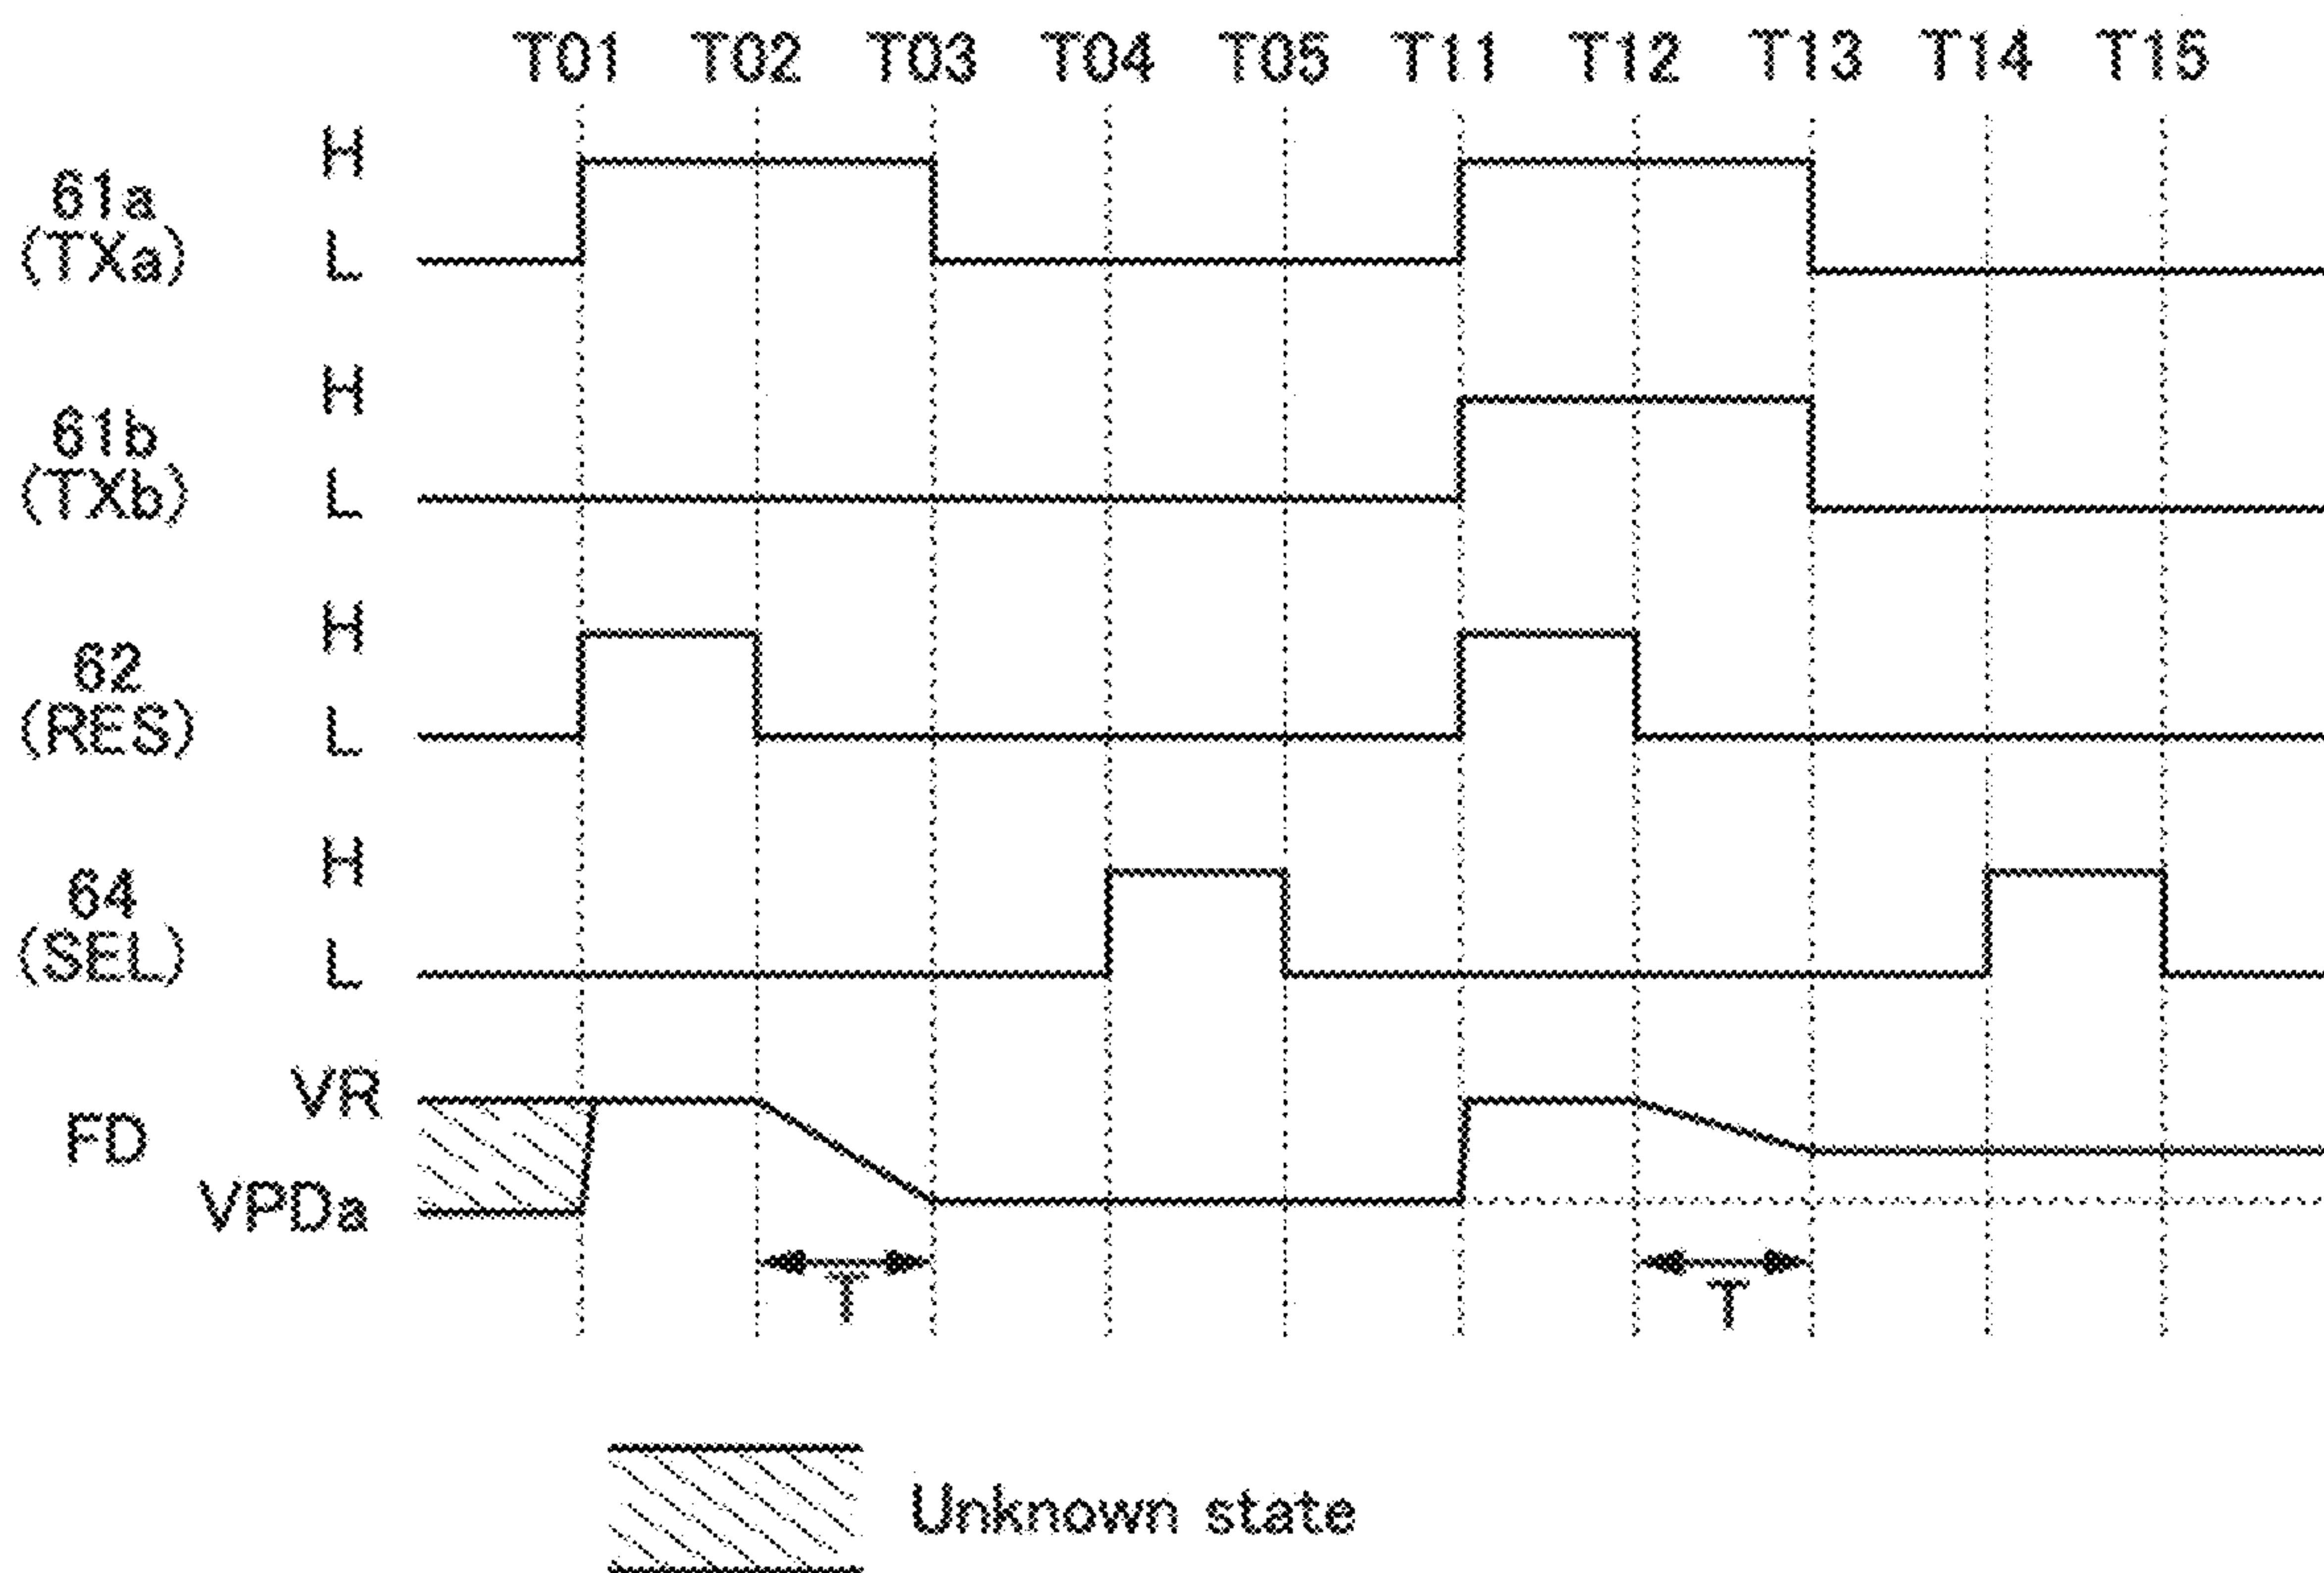 T01 T02 T03 T04 T05 T11 T12 T13 T14 T15
61a
(TXa)
H
L
61b
(TXb)
H
L
62
(RES)
H
L
64
(SEL)
H
L
FD
VR
VPDa
T T
Unknown state